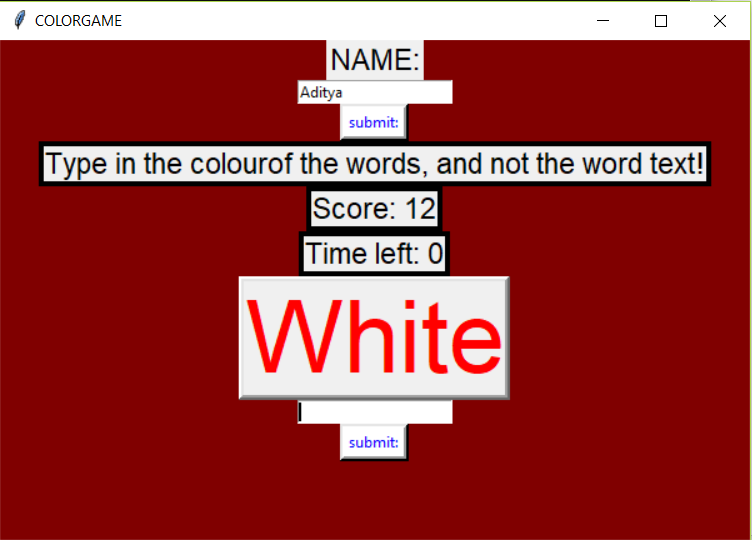 COLORGAME
NAME:
Aditya
submit:
Type in the colourof the words, and not the word text!
Score: 12
Time left: 0
White
submit: